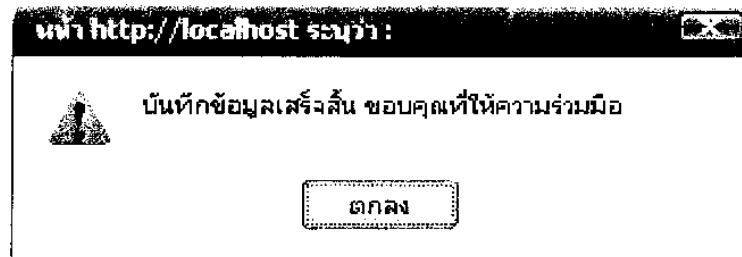 หน้า http://localhost ระบุว่า :
บันทึกข้อมูลเสร็จสิ้น ขอบคุณที่ให้ความร่วมมือ
ตกลง